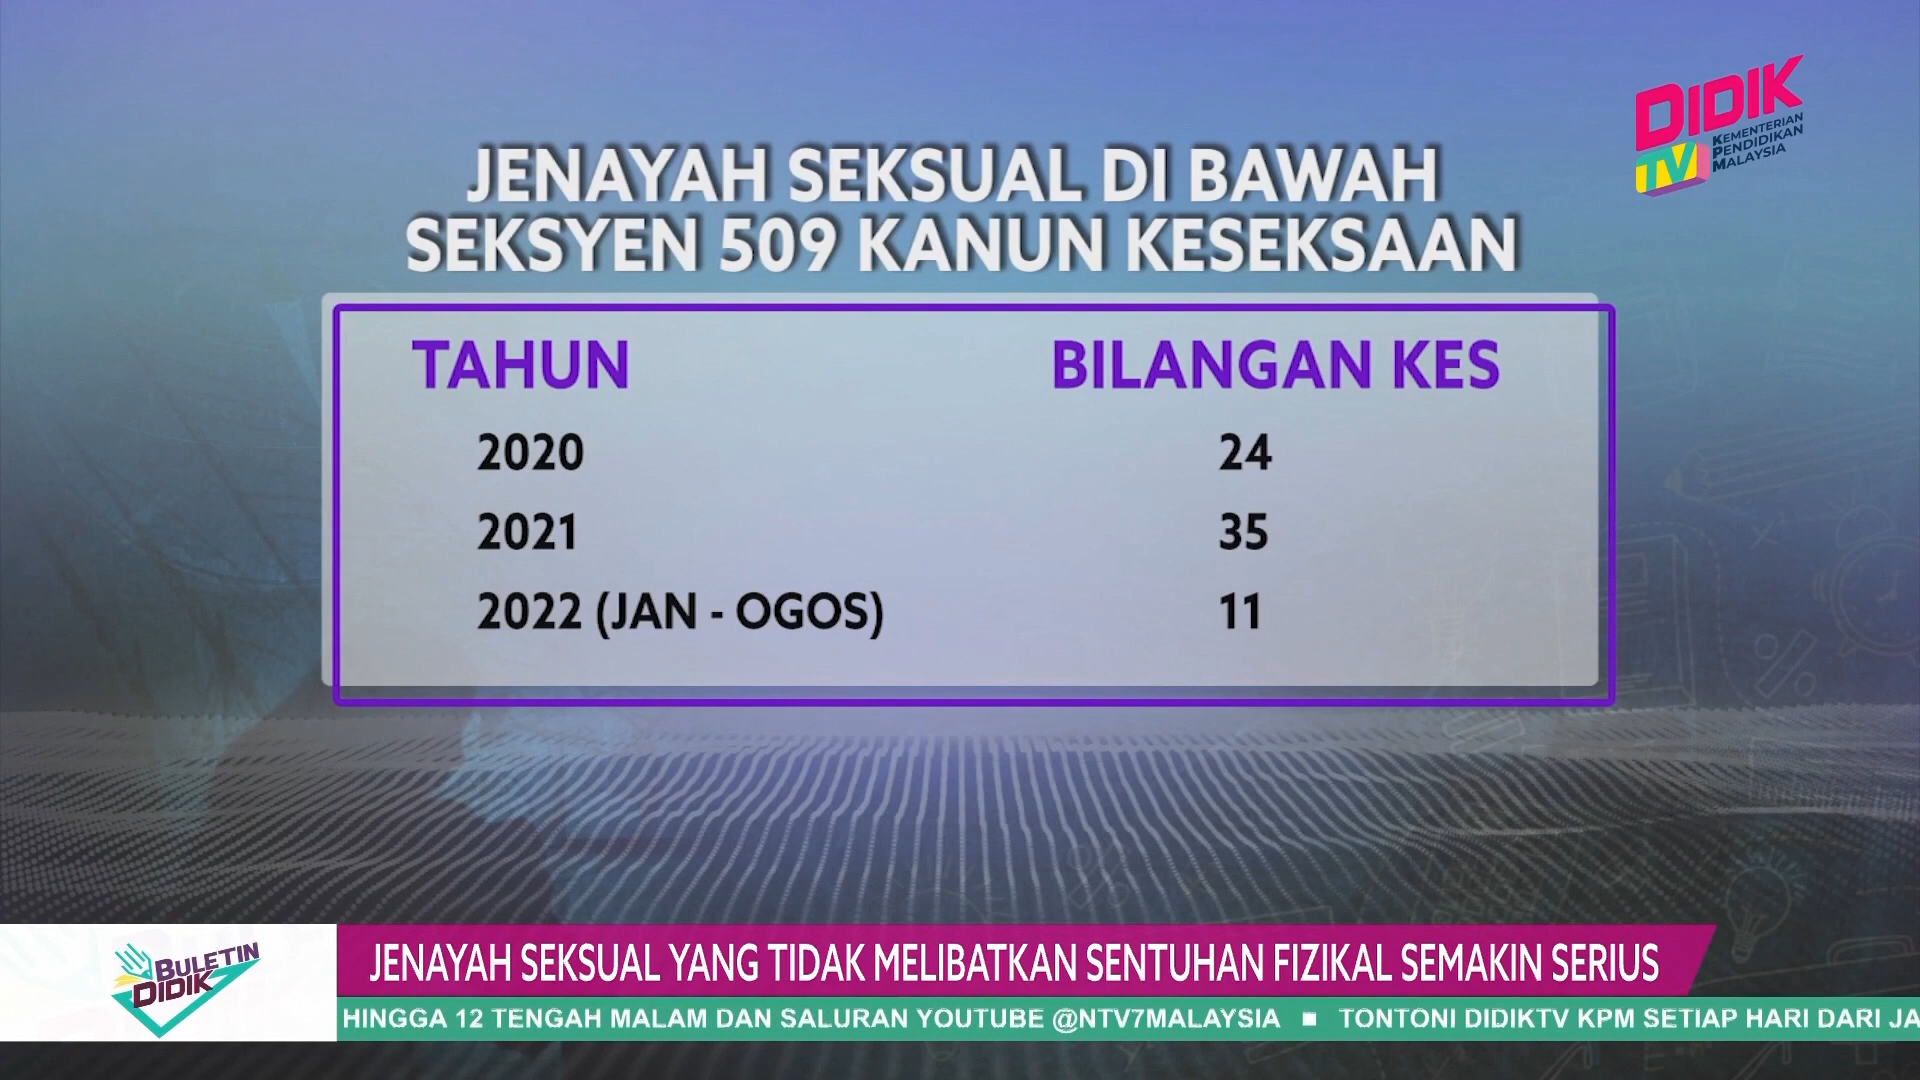 DIDIK
TV
KEMENTERIAN
PENDIDIKAN
MALAYSIA
JENAYAH SEKSUAL DI BAWAH
SEKSYEN 509 KANUN KESEKSAAN
TAHUN BILANGAN KES
2020 24
2021 35
2022 (JAN - OGOS) 11
BULETIN
DIDIK
JENAYAH SEKSUAL YANG TIDAK MELIBATKAN SENTUHAN FIZIKAL SEMAKIN SERIUS
HINGGA 12 TENGAH MALAM DAN SALURAN YOUTUBE @NTV7MALAYSIA ■ TONTONI DIDIKTV KPM SETIAP HARI DARI JA